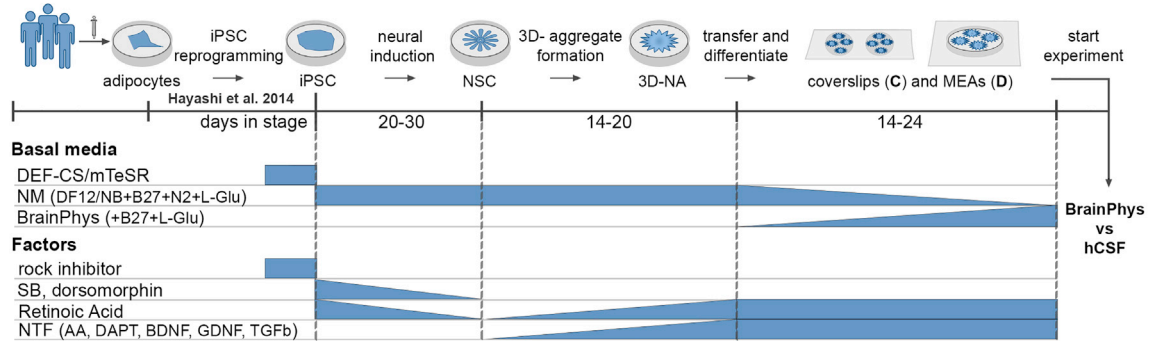 iPSC reprogramming
neural induction
3D- aggregate formation
transfer and differentiate
start experiment
adipocytes
iPSC
NSC
3D-NA
coverslips (C) and MEAs (D)
Hayashi et al. 2014
days in stage
20-30
14-20
14-24
Basal media
DEF-CS/mTeSR
NM (DF12/NB+B27+N2+L-Glu)
BrainPhys (+B27+L-Glu)
BrainPhys
vs
hCSF
Factors
rock inhibitor
SB, dorsomorphin
Retinoic Acid
NTF (AA, DAPT, BDNF, GDNF, TGFb)